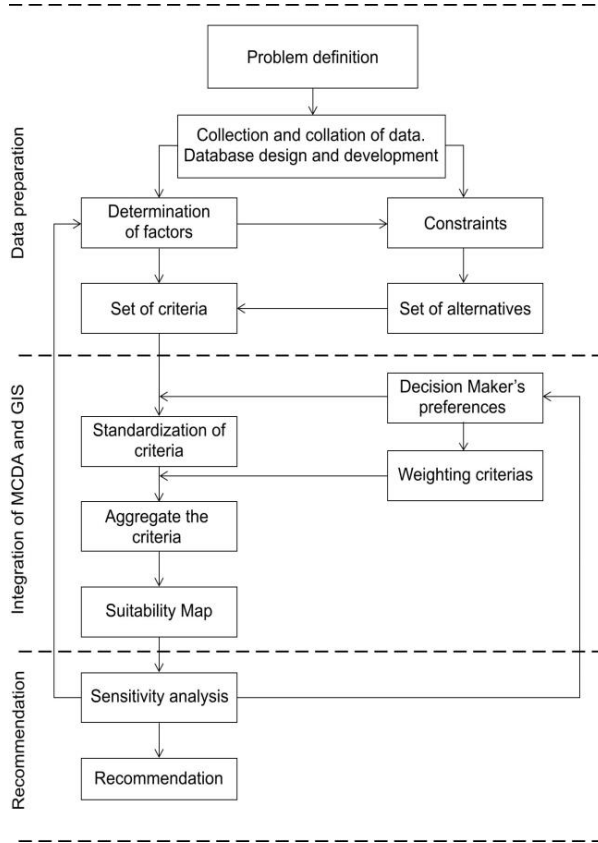 Data preparation
Problem definition
Collection and collation of data.
Database design and development
Determination
of factors
Constraints
Set of criteria
Set of alternatives
Integration of MCDA and GIS
Decision Maker's
preferences
Standardization of
criteria
Weighting criterias
Aggregate the
criteria
Suitability Map
Recommendation
Sensitivity analysis
Recommendation